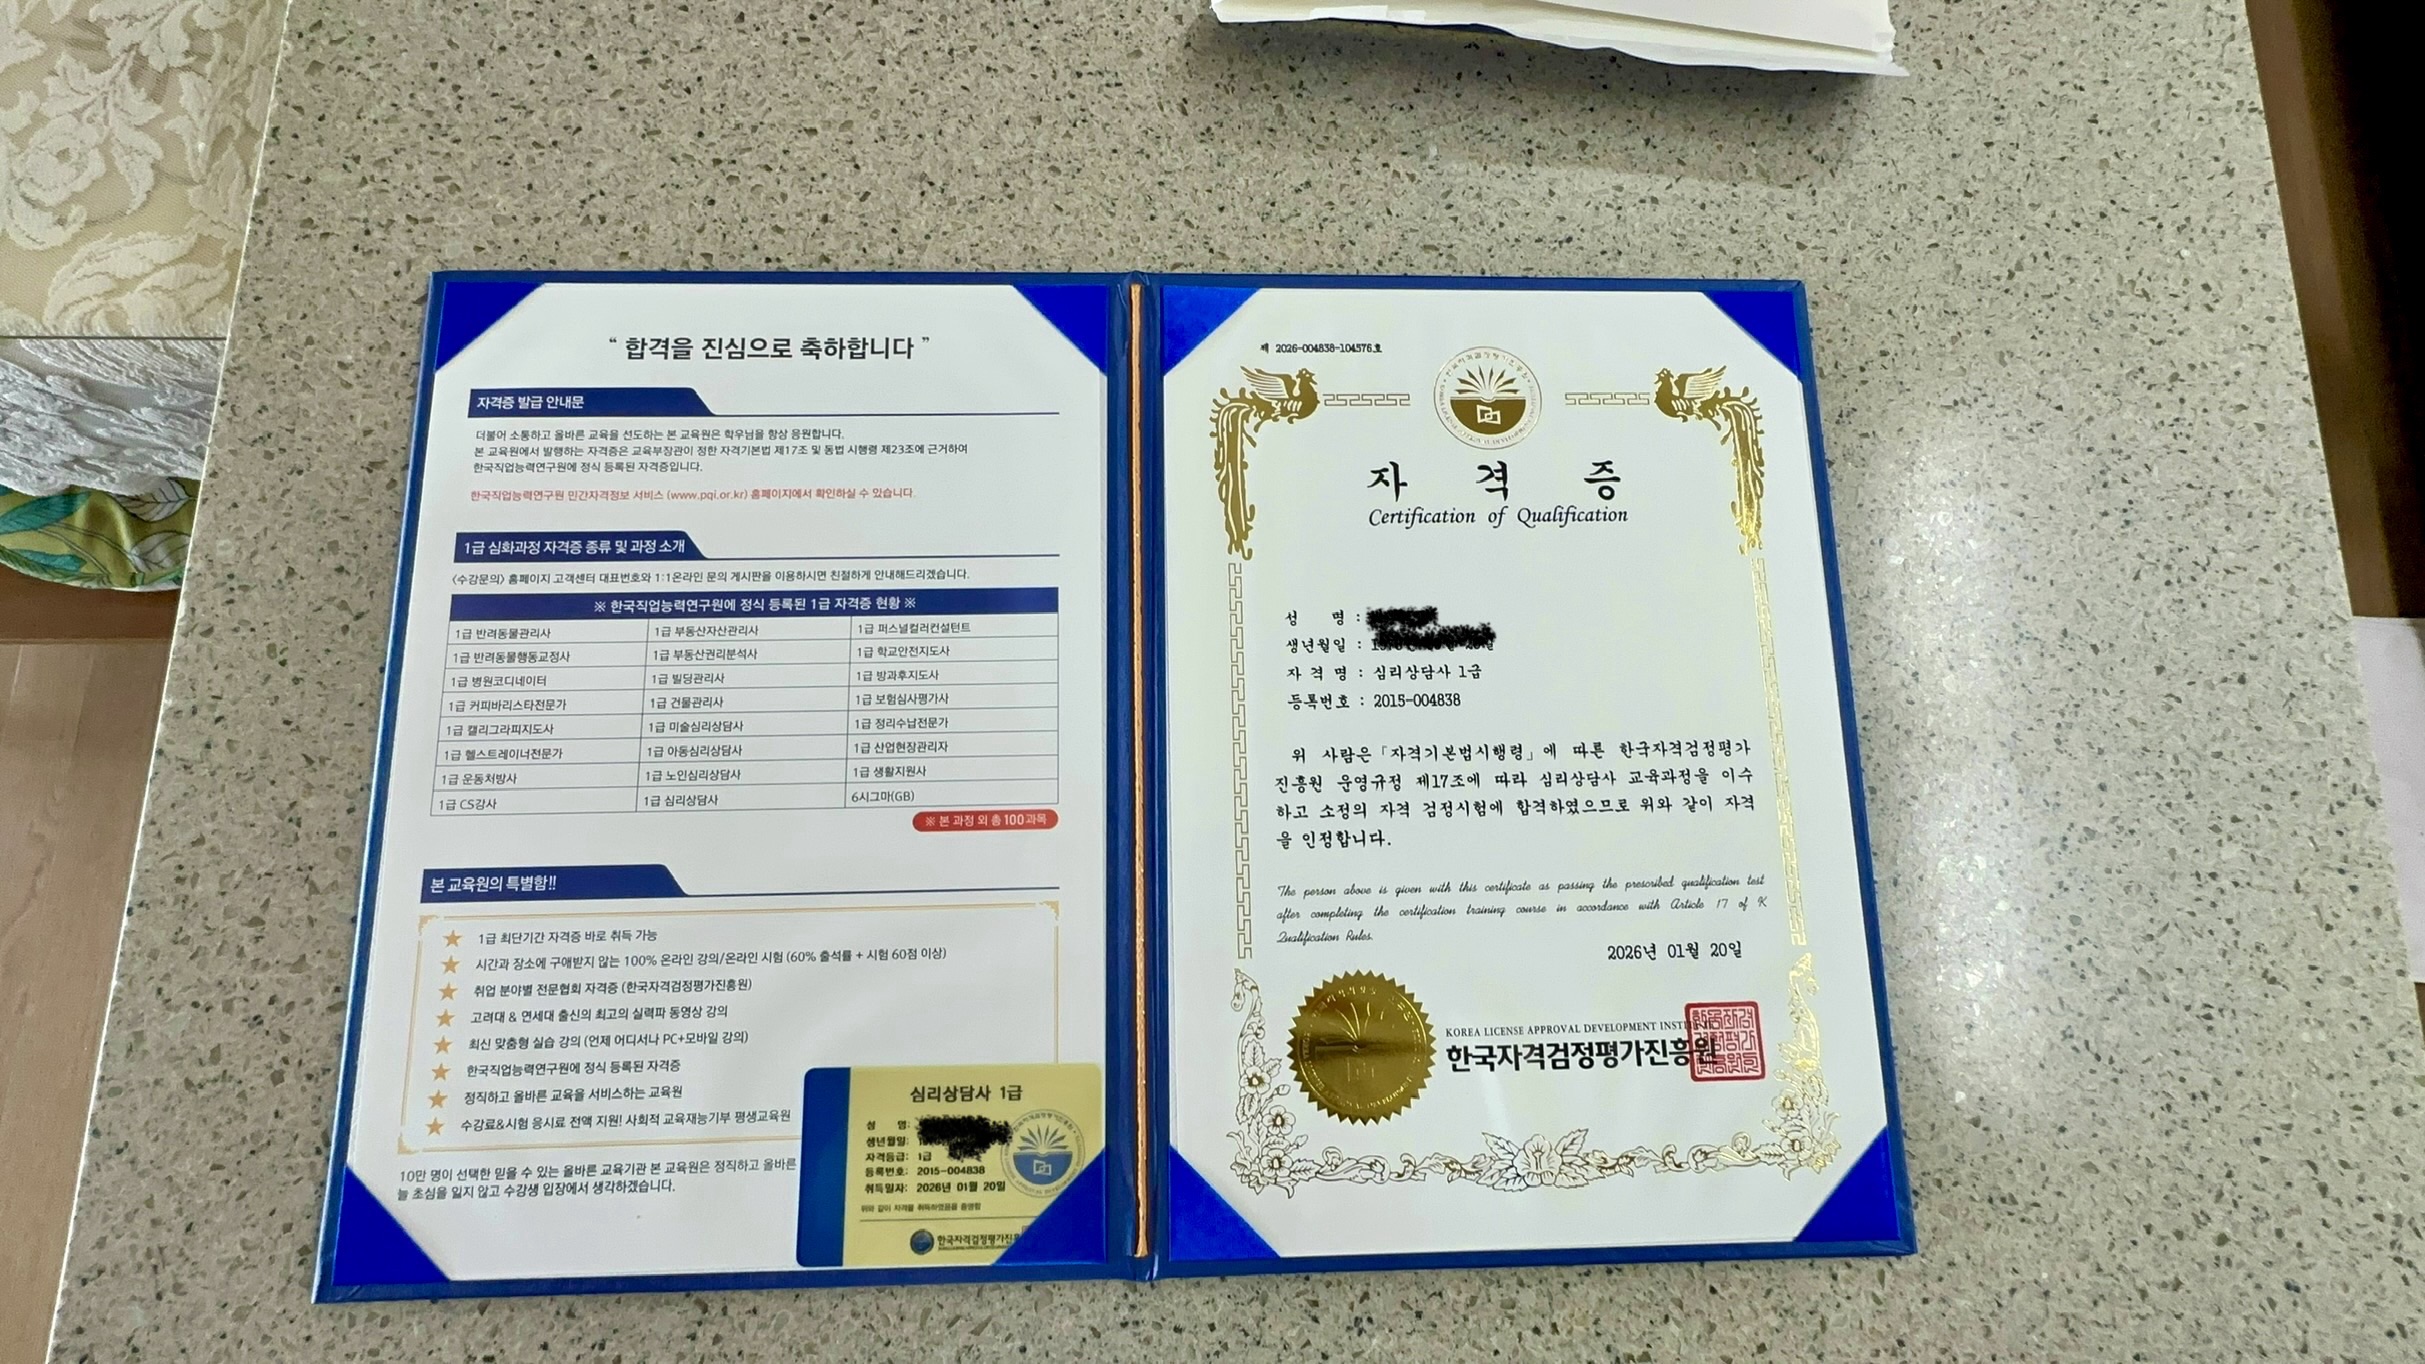 “ 합격을 진심으로 축하합니다 ”
자격증 발급 안내문
더불어 소통하고 올바른 교육을 선도하는 본 교육원은 학우님을 항상 응원합니다.
본 교육원에서 발행하는 자격증은 교육부장관이 정한 자격기본법 제17조 및 동법 시행령 제23조에 근거하여
한국직업능력연구원에 정식 등록된 자격증입니다.
한국직업능력연구원 민간자격정보 서비스 (www.pqi.or.kr) 홈페이지에서 확인하실 수 있습니다.
1급 심화과정 자격증 종류 및 과정 소개
<수강문의> 홈페이지 고객센터 대표번호와 1:1온라인 문의 게시판을 이용하시면 친절하게 안내해드리겠습니다.
※ 한국직업능력연구원에 정식 등록된 1급 자격증 현황 ※
1급 반려동물관리사 1급 부동산자산관리사 1급 퍼스널컬러컨설턴트
1급 반려동물행동교정사 1급 부동산권리분석사 1급 학교안전지도사
1급 병원코디네이터 1급 빌딩관리사 1급 방과후지도사
1급 커피바리스타전문가 1급 건물관리사 1급 보험심사평가사
1급 캘리그라피지도사 1급 미술심리상담사 1급 정리수납전문가
1급 헬스트레이너전문가 1급 아동심리상담사 1급 산업현장관리자
1급 운동처방사 1급 노인심리상담사 1급 생활지원사
1급 CS강사 1급 심리상담사 6시그마(GB)
※ 본 과정 외 총 100과목
본 교육원의 특별함!!
1급 최단기간 자격증 바로 취득 가능
시간과 장소에 구애받지 않는 100% 온라인 강의/온라인 시험 (60% 출석률 + 시험 60점 이상)
취업 분야별 전문협회 자격증 (한국자격검정평가진흥원)
고려대 & 연세대 출신의 최고의 실력파 동영상 강의
최신 맞춤형 실습 강의 (언제 어디서나 PC+모바일 강의)
한국직업능력연구원에 정식 등록된 자격증
정직하고 올바른 교육을 서비스하는 교육원
수강료&시험 응시료 전액 지원! 사회적 교육재능기부 평생교육원
10만 명이 선택한 믿을 수 있는 올바른 교육기관 본 교육원은 정직하고 올바른
늘 초심을 잃지 않고 수강생 입장에서 생각하겠습니다.
심리상담사 1급
성 명:
생년월일:
자격등급: 1급
등록번호: 2015-004838
취득일자: 2026년 01월 20일
위와 같이 자격을 취득하였음을 증명함
한국자격검정평가진흥
제 2026-004838-104576호
자 격 증
Certification of Qualification
성 명 :
생년월일 :
자 격 명 : 심리상담사 1급
등록번호 : 2015-004838
위 사람은 「자격기본법시행령」에 따른 한국자격검정평가
진흥원 운영규정 제17조에 따라 심리상담사 교육과정을 이수
하고 소정의 자격 검정시험에 합격하였으므로 위와 같이 자격
을 인정합니다.
The person above is given with this certificate as passing the prescribed qualification test
after completing the certification training course in accordance with Article 17 of K
Qualification Rules.
2026년 01월 20일
KOREA LICENSE APPROVAL DEVELOPMENT
한국자격검정평가진흥원